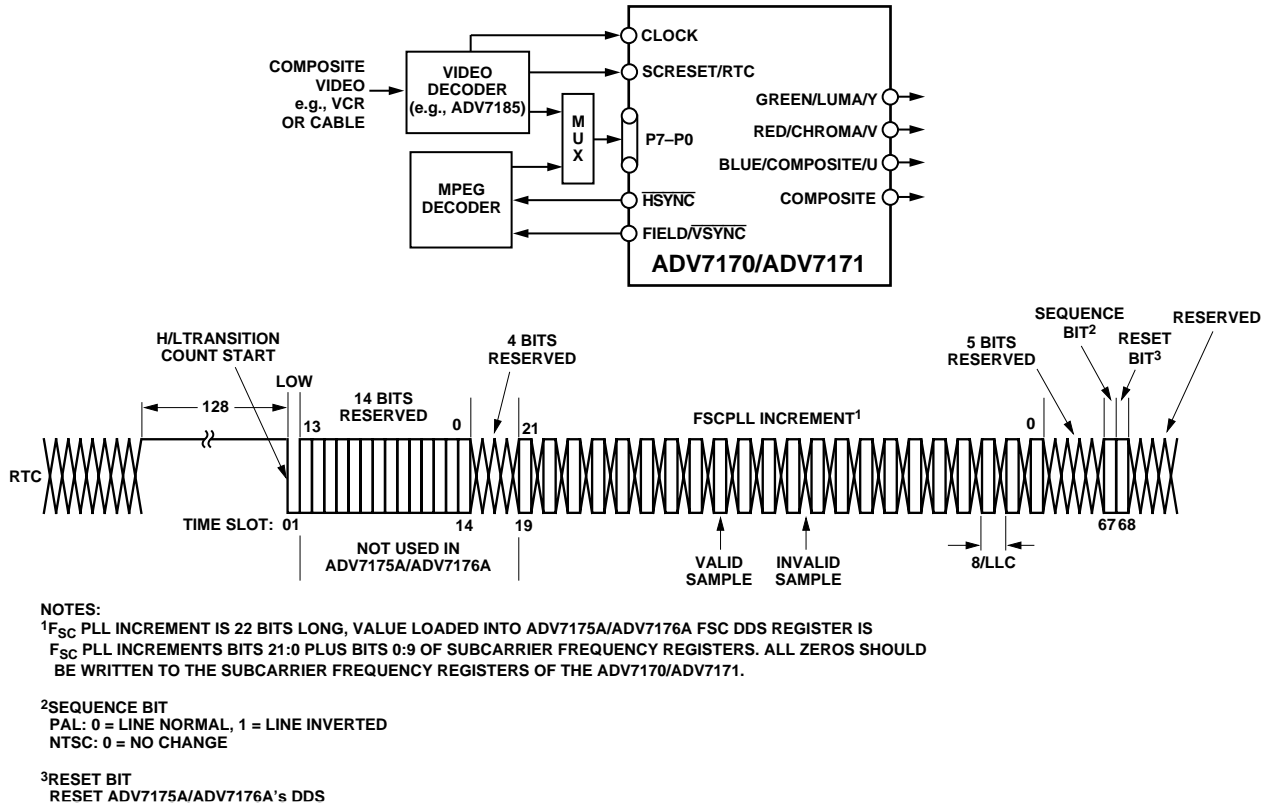 CLOCK
COMPOSITE
VIDEO
e.g., VCR
OR CABLE
VIDEO
DECODER
(e.g., ADV7185)
SCRESET/RTC
GREEN/LUMA/Y
M
U
X
P7–P0
RED/CHROMA/V
BLUE/COMPOSITE/U
MPEG
DECODER
HSYNC
COMPOSITE
FIELD/VSYNC
ADV7170/ADV7171
H/LTRANSITION
COUNT START
LOW
128
13
14 BITS
RESERVED
0
4 BITS
RESERVED
21
FSCPLL INCREMENT1
0
5 BITS
RESERVED
SEQUENCE
BIT2
RESET
BIT3
RESERVED
RTC
TIME SLOT: 01
14
19
67 68
NOT USED IN
ADV7175A/ADV7176A
VALID
SAMPLE
INVALID
SAMPLE
8/LLC
NOTES:
1FSC PLL INCREMENT IS 22 BITS LONG, VALUE LOADED INTO ADV7175A/ADV7176A FSC DDS REGISTER IS
FSC PLL INCREMENTS BITS 21:0 PLUS BITS 0:9 OF SUBCARRIER FREQUENCY REGISTERS. ALL ZEROS SHOULD
BE WRITTEN TO THE SUBCARRIER FREQUENCY REGISTERS OF THE ADV7170/ADV7171.
2SEQUENCE BIT
PAL: 0 = LINE NORMAL, 1 = LINE INVERTED
NTSC: 0 = NO CHANGE
3RESET BIT
RESET ADV7175A/ADV7176A's DDS